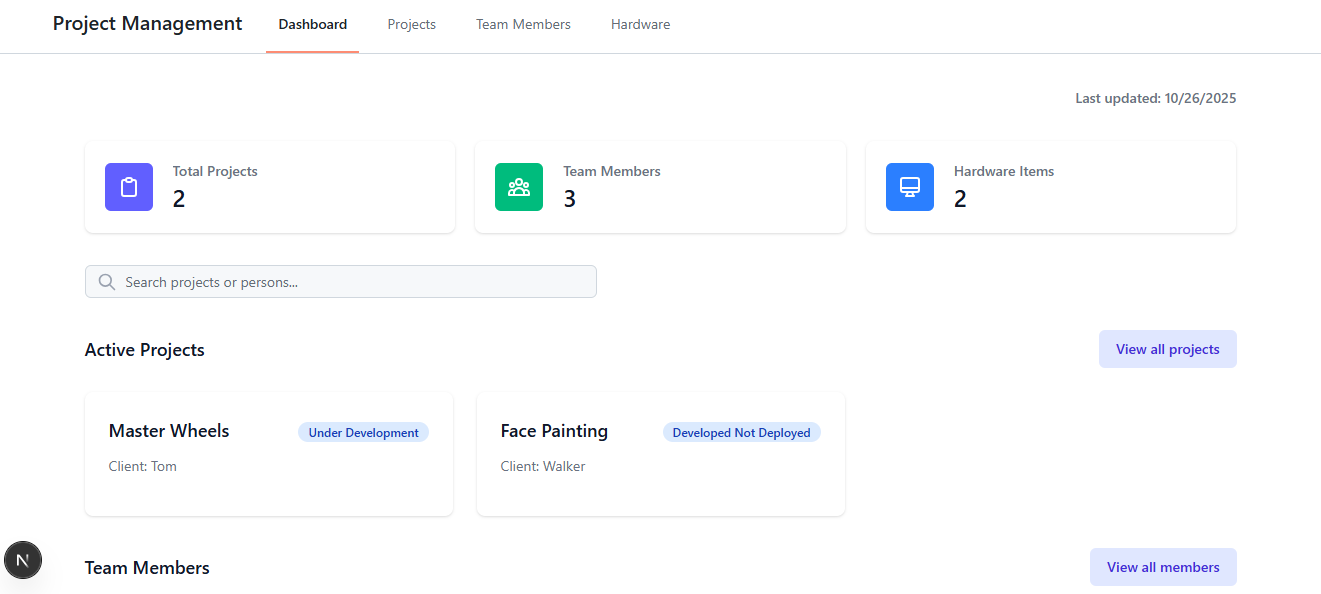 Project Management Dashboard Projects Team Members Hardware
Last updated: 10/26/2025
Total Projects
2
Team Members
3
Hardware Items
2
Search projects or persons...
Active Projects
View all projects
Master Wheels
Under Development
Client: Tom
Face Painting
Developed Not Deployed
Client: Walker
N
Team Members
View all members